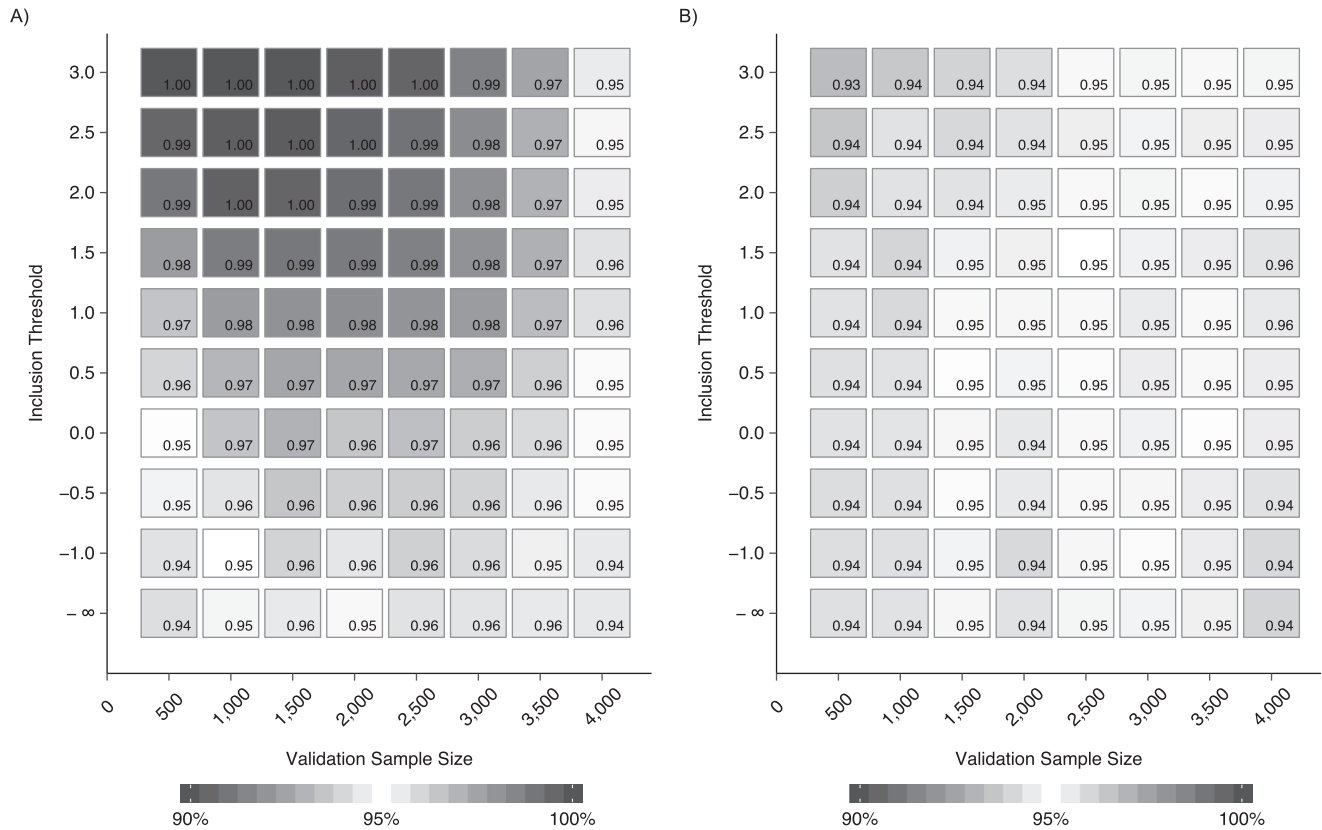 A)
3.0 1.00 1.00 1.00 1.00 1.00 0.99 0.97 0.95
2.5 0.99 1.00 1.00 1.00 0.99 0.98 0.97 0.95
2.0 0.99 1.00 1.00 0.99 0.99 0.98 0.97 0.95
1.5 0.98 0.99 0.99 0.99 0.99 0.98 0.97 0.96
1.0 0.97 0.98 0.98 0.98 0.98 0.98 0.97 0.96
0.5 0.96 0.97 0.97 0.97 0.97 0.97 0.96 0.95
0.0 0.95 0.97 0.97 0.96 0.97 0.96 0.96 0.95
−0.5 0.95 0.96 0.96 0.96 0.96 0.96 0.96 0.95
−1.0 0.94 0.95 0.96 0.96 0.96 0.96 0.95 0.94
− ∞ 0.94 0.95 0.96 0.95 0.96 0.96 0.96 0.94
Inclusion Threshold
0 500 1,000 1,500 2,000 2,500 3,000 3,500 4,000
Validation Sample Size
90% 95% 100%
B)
3.0 0.93 0.94 0.94 0.94 0.95 0.95 0.95 0.95
2.5 0.94 0.94 0.94 0.94 0.95 0.95 0.95 0.95
2.0 0.94 0.94 0.94 0.95 0.95 0.95 0.95 0.95
1.5 0.94 0.94 0.95 0.95 0.95 0.95 0.95 0.96
1.0 0.94 0.94 0.95 0.95 0.95 0.95 0.95 0.96
0.5 0.94 0.94 0.95 0.95 0.95 0.95 0.95 0.95
0.0 0.94 0.94 0.95 0.94 0.95 0.95 0.95 0.95
−0.5 0.94 0.94 0.95 0.94 0.95 0.95 0.95 0.94
−1.0 0.94 0.94 0.95 0.94 0.95 0.95 0.95 0.94
− ∞ 0.94 0.94 0.95 0.94 0.95 0.95 0.95 0.94
Inclusion Threshold
0 500 1,000 1,500 2,000 2,500 3,000 3,500 4,000
Validation Sample Size
90% 95% 100%